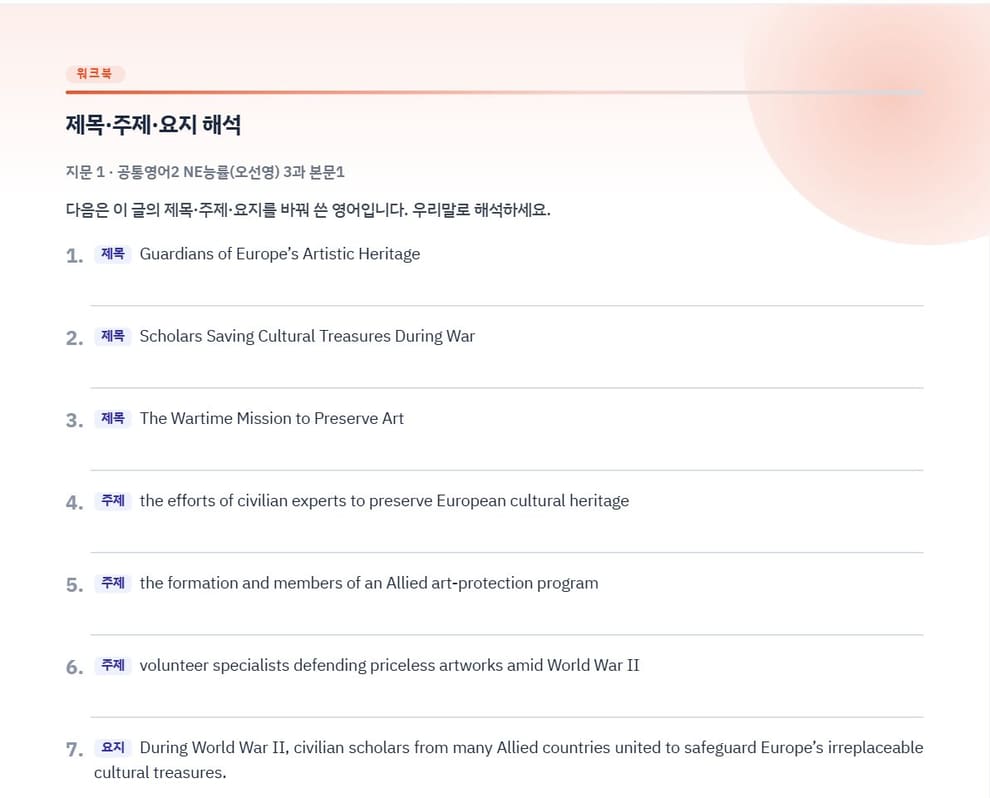 워크북
제목·주제·요지 해석
지문 1 · 공통영어2 NE능률(오선영) 3과 본문1
다음은 이 글의 제목·주제·요지를 바꿔 쓴 영어입니다. 우리말로 해석하세요.
1. 제목 Guardians of Europe’s Artistic Heritage
2. 제목 Scholars Saving Cultural Treasures During War
3. 제목 The Wartime Mission to Preserve Art
4. 주제 the efforts of civilian experts to preserve European cultural heritage
5. 주제 the formation and members of an Allied art-protection program
6. 주제 volunteer specialists defending priceless artworks amid World War II
7. 요지 During World War II, civilian scholars from many Allied countries united to safeguard Europe’s irreplaceable
cultural treasures.